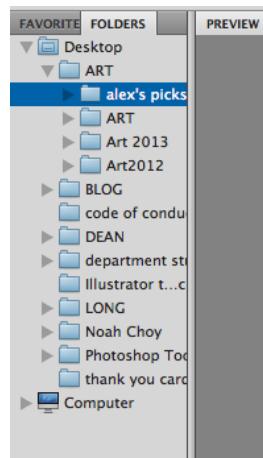 FAVORITE FOLDERS PREVIEW
Desktop
ART
alex's picks
ART
Art 2013
Art2012
BLOG
code of condu
DEAN
department stu
Illustrator t...c
LONG
Noah Choy
Photoshop Too
thank you card
Computer